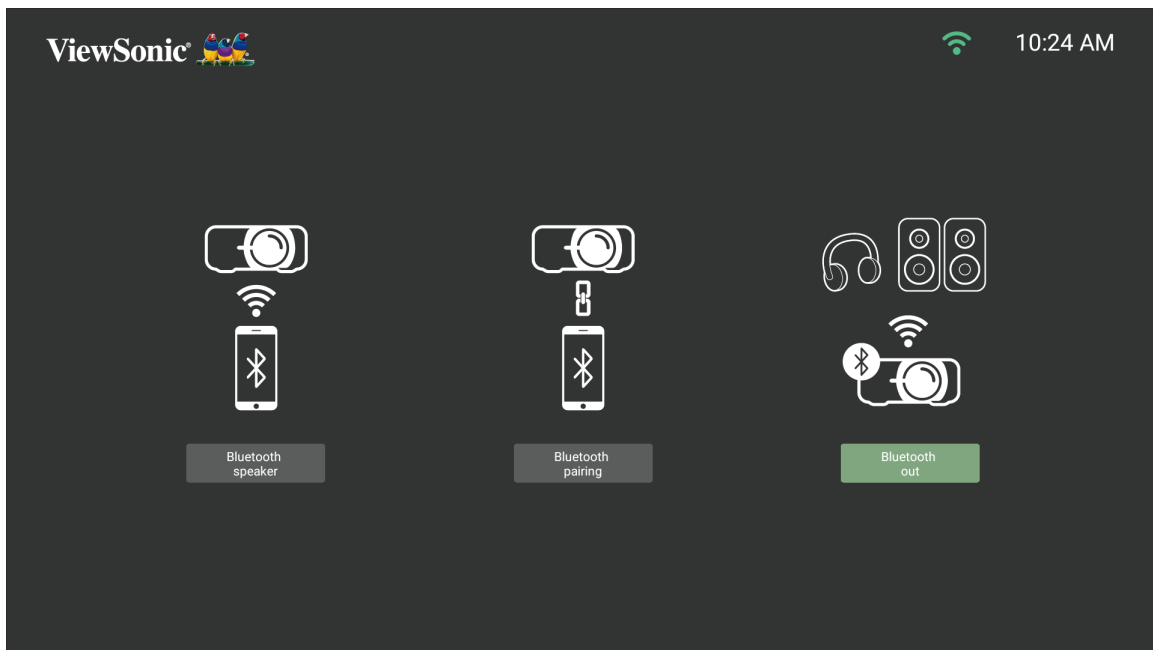 ViewSonic®
10:24 AM
Bluetooth
speaker
Bluetooth
pairing
Bluetooth
out